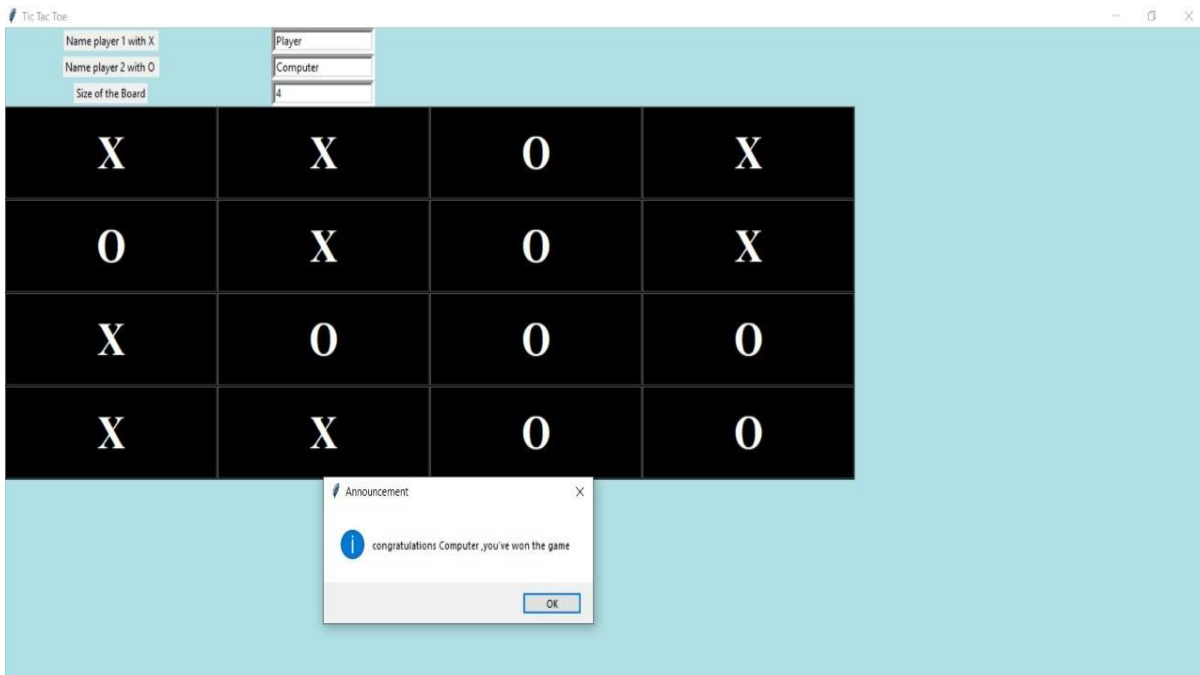 Tic Tac Toe
Name player 1 with X Player
Name player 2 with O Computer
Size of the Board 4
X X O X
O X O X
X O O O
X X O O
Announcement
congratulations Computer ,you've won the game
OK